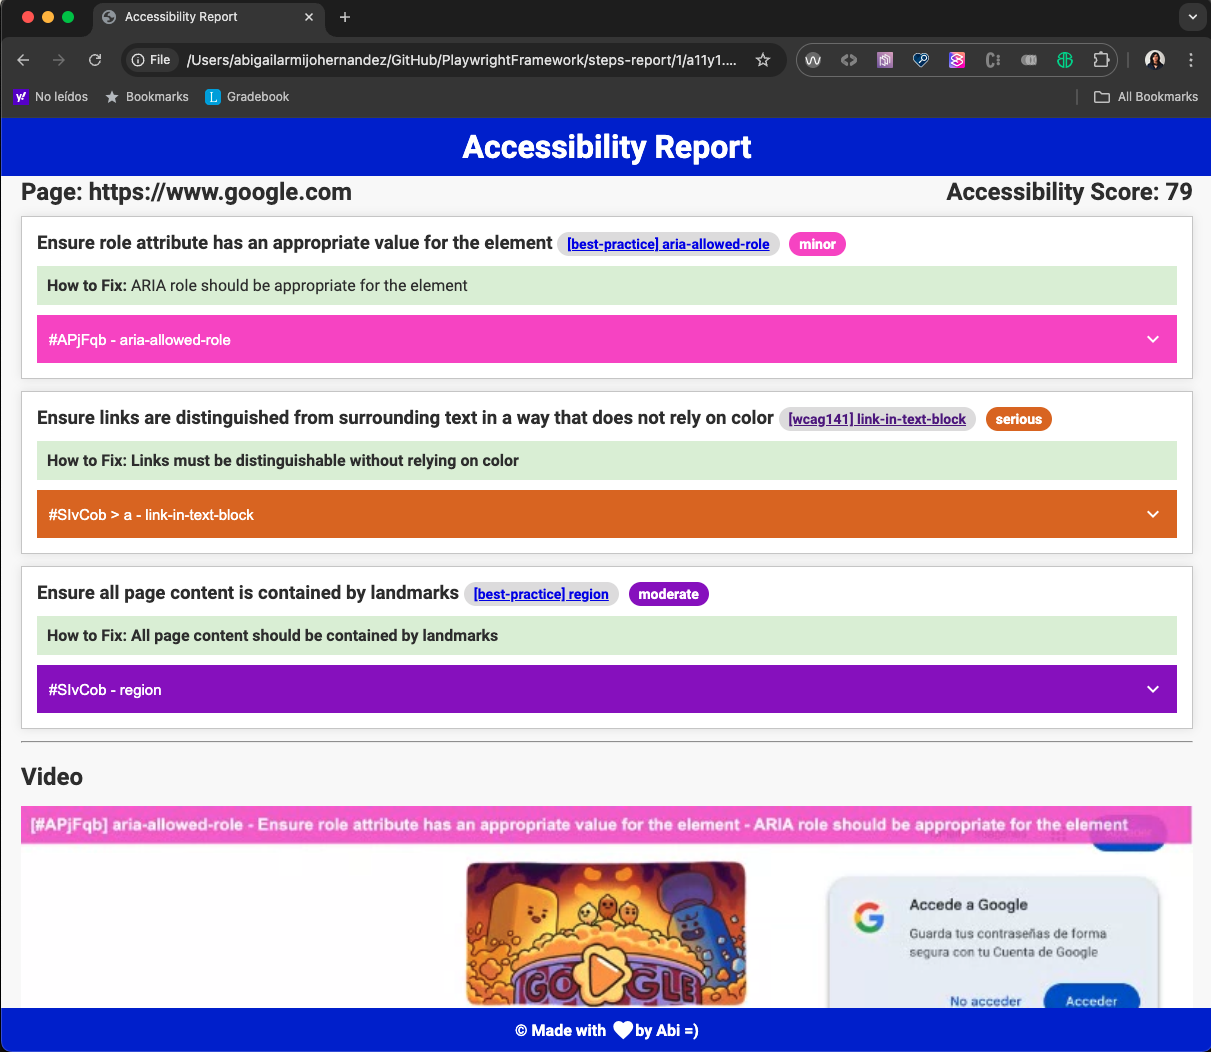 Accessibility Report
File
/Users/abigailarmijohernandez/GitHub/PlaywrightFramework/steps-report/1/a11y1....
No leídos
Bookmarks
Gradebook
All Bookmarks
Accessibility Report
Page: https://www.google.com
Accessibility Score: 79
Ensure role attribute has an appropriate value for the element [best-practice] aria-allowed-role minor
How to Fix: ARIA role should be appropriate for the element
#APjFqb - aria-allowed-role
Ensure links are distinguished from surrounding text in a way that does not rely on color [wcag141] link-in-text-block serious
How to Fix: Links must be distinguishable without relying on color
#SIvCob > a - link-in-text-block
Ensure all page content is contained by landmarks [best-practice] region moderate
How to Fix: All page content should be contained by landmarks
#SIvCob - region
Video
[#APjFqb] aria-allowed-role - Ensure role attribute has an appropriate value for the element - ARIA role should be appropriate for the element
GOOGLE
Accede a Google
Guarda tus contraseñas de forma
segura con tu Cuenta de Google
No acceder
Acceder
© Made with by Abi =)